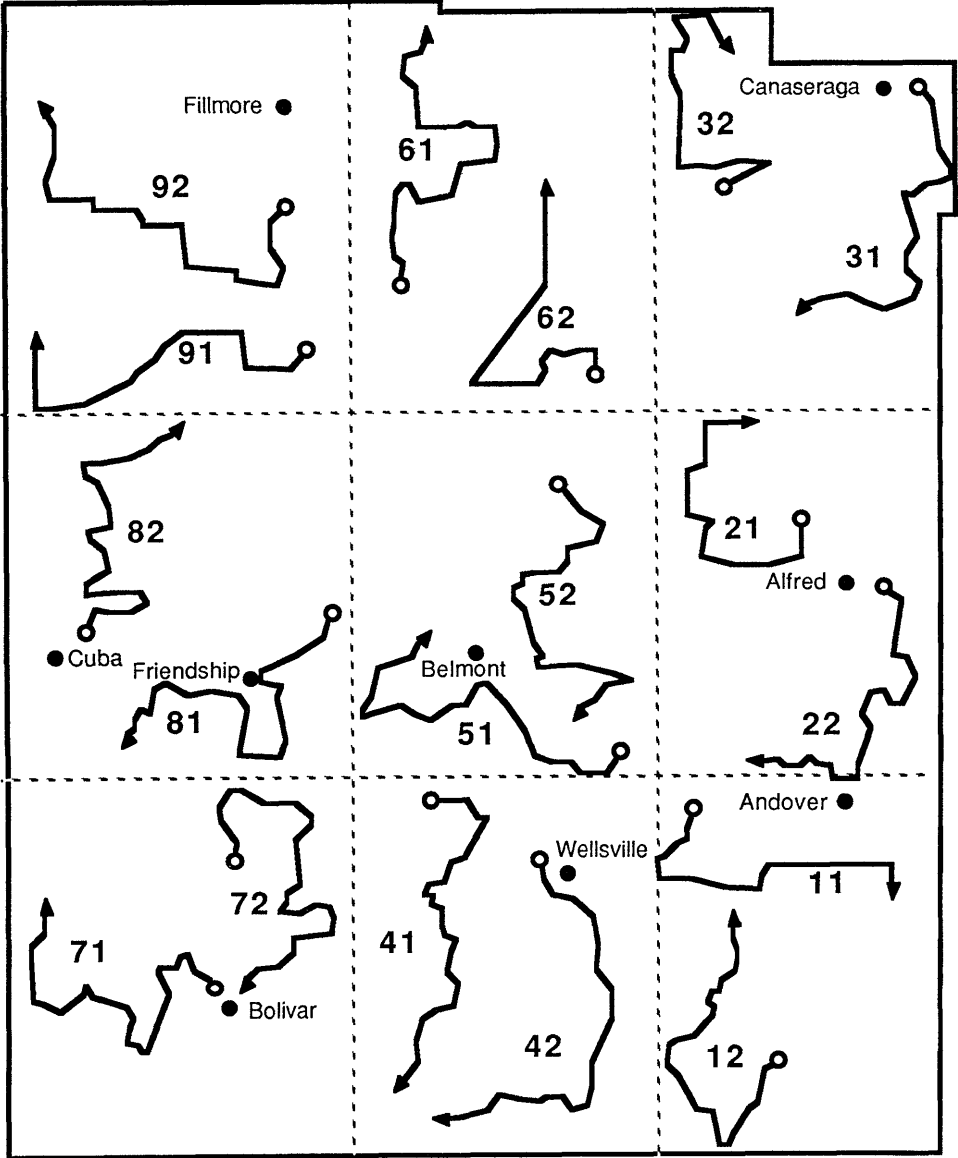 Canaseraga
Fillmore
32
61
92
31
62
91
82
21
Alfred
52
Cuba
Friendship
Belmont
81
51
22
Andover
Wellsville
11
72
41
71
Bolivar
42
12